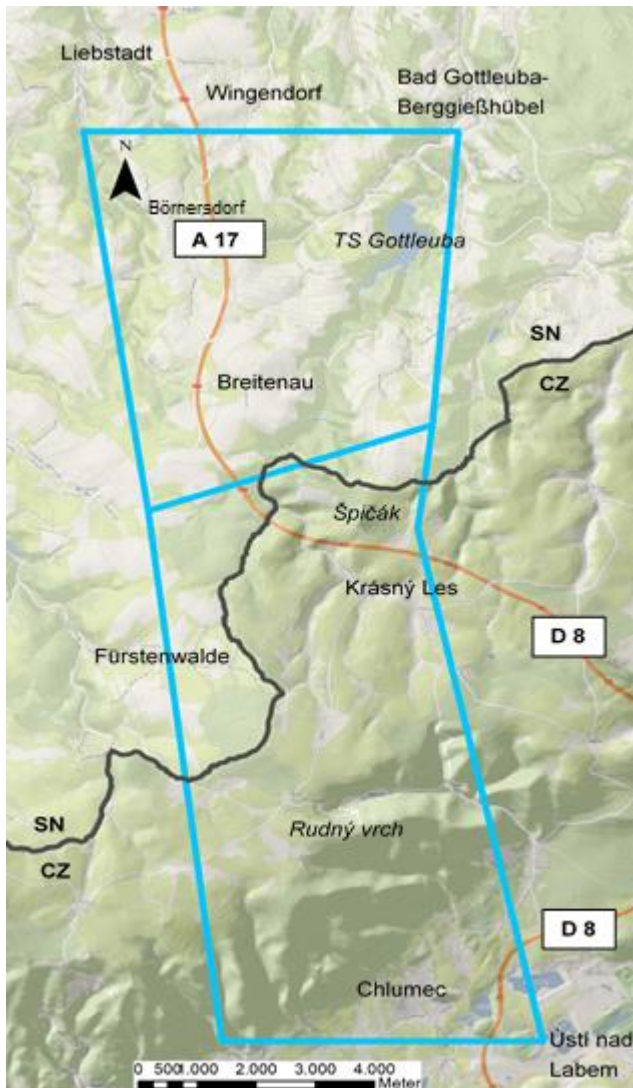 Liebstadt
Wingendorf
Bad Gottleuba-
Berggießhübel
N
Börnersdorf
A 17
TS Gottleuba
SN
CZ
Breitenau
Špičák
Krásný Les
D 8
Fürstenwalde
SN
CZ
Rudný vrch
D 8
Chlumec
Ústí nad
Labem
0 500 1.000 2.000 3.000 4.000
Meter